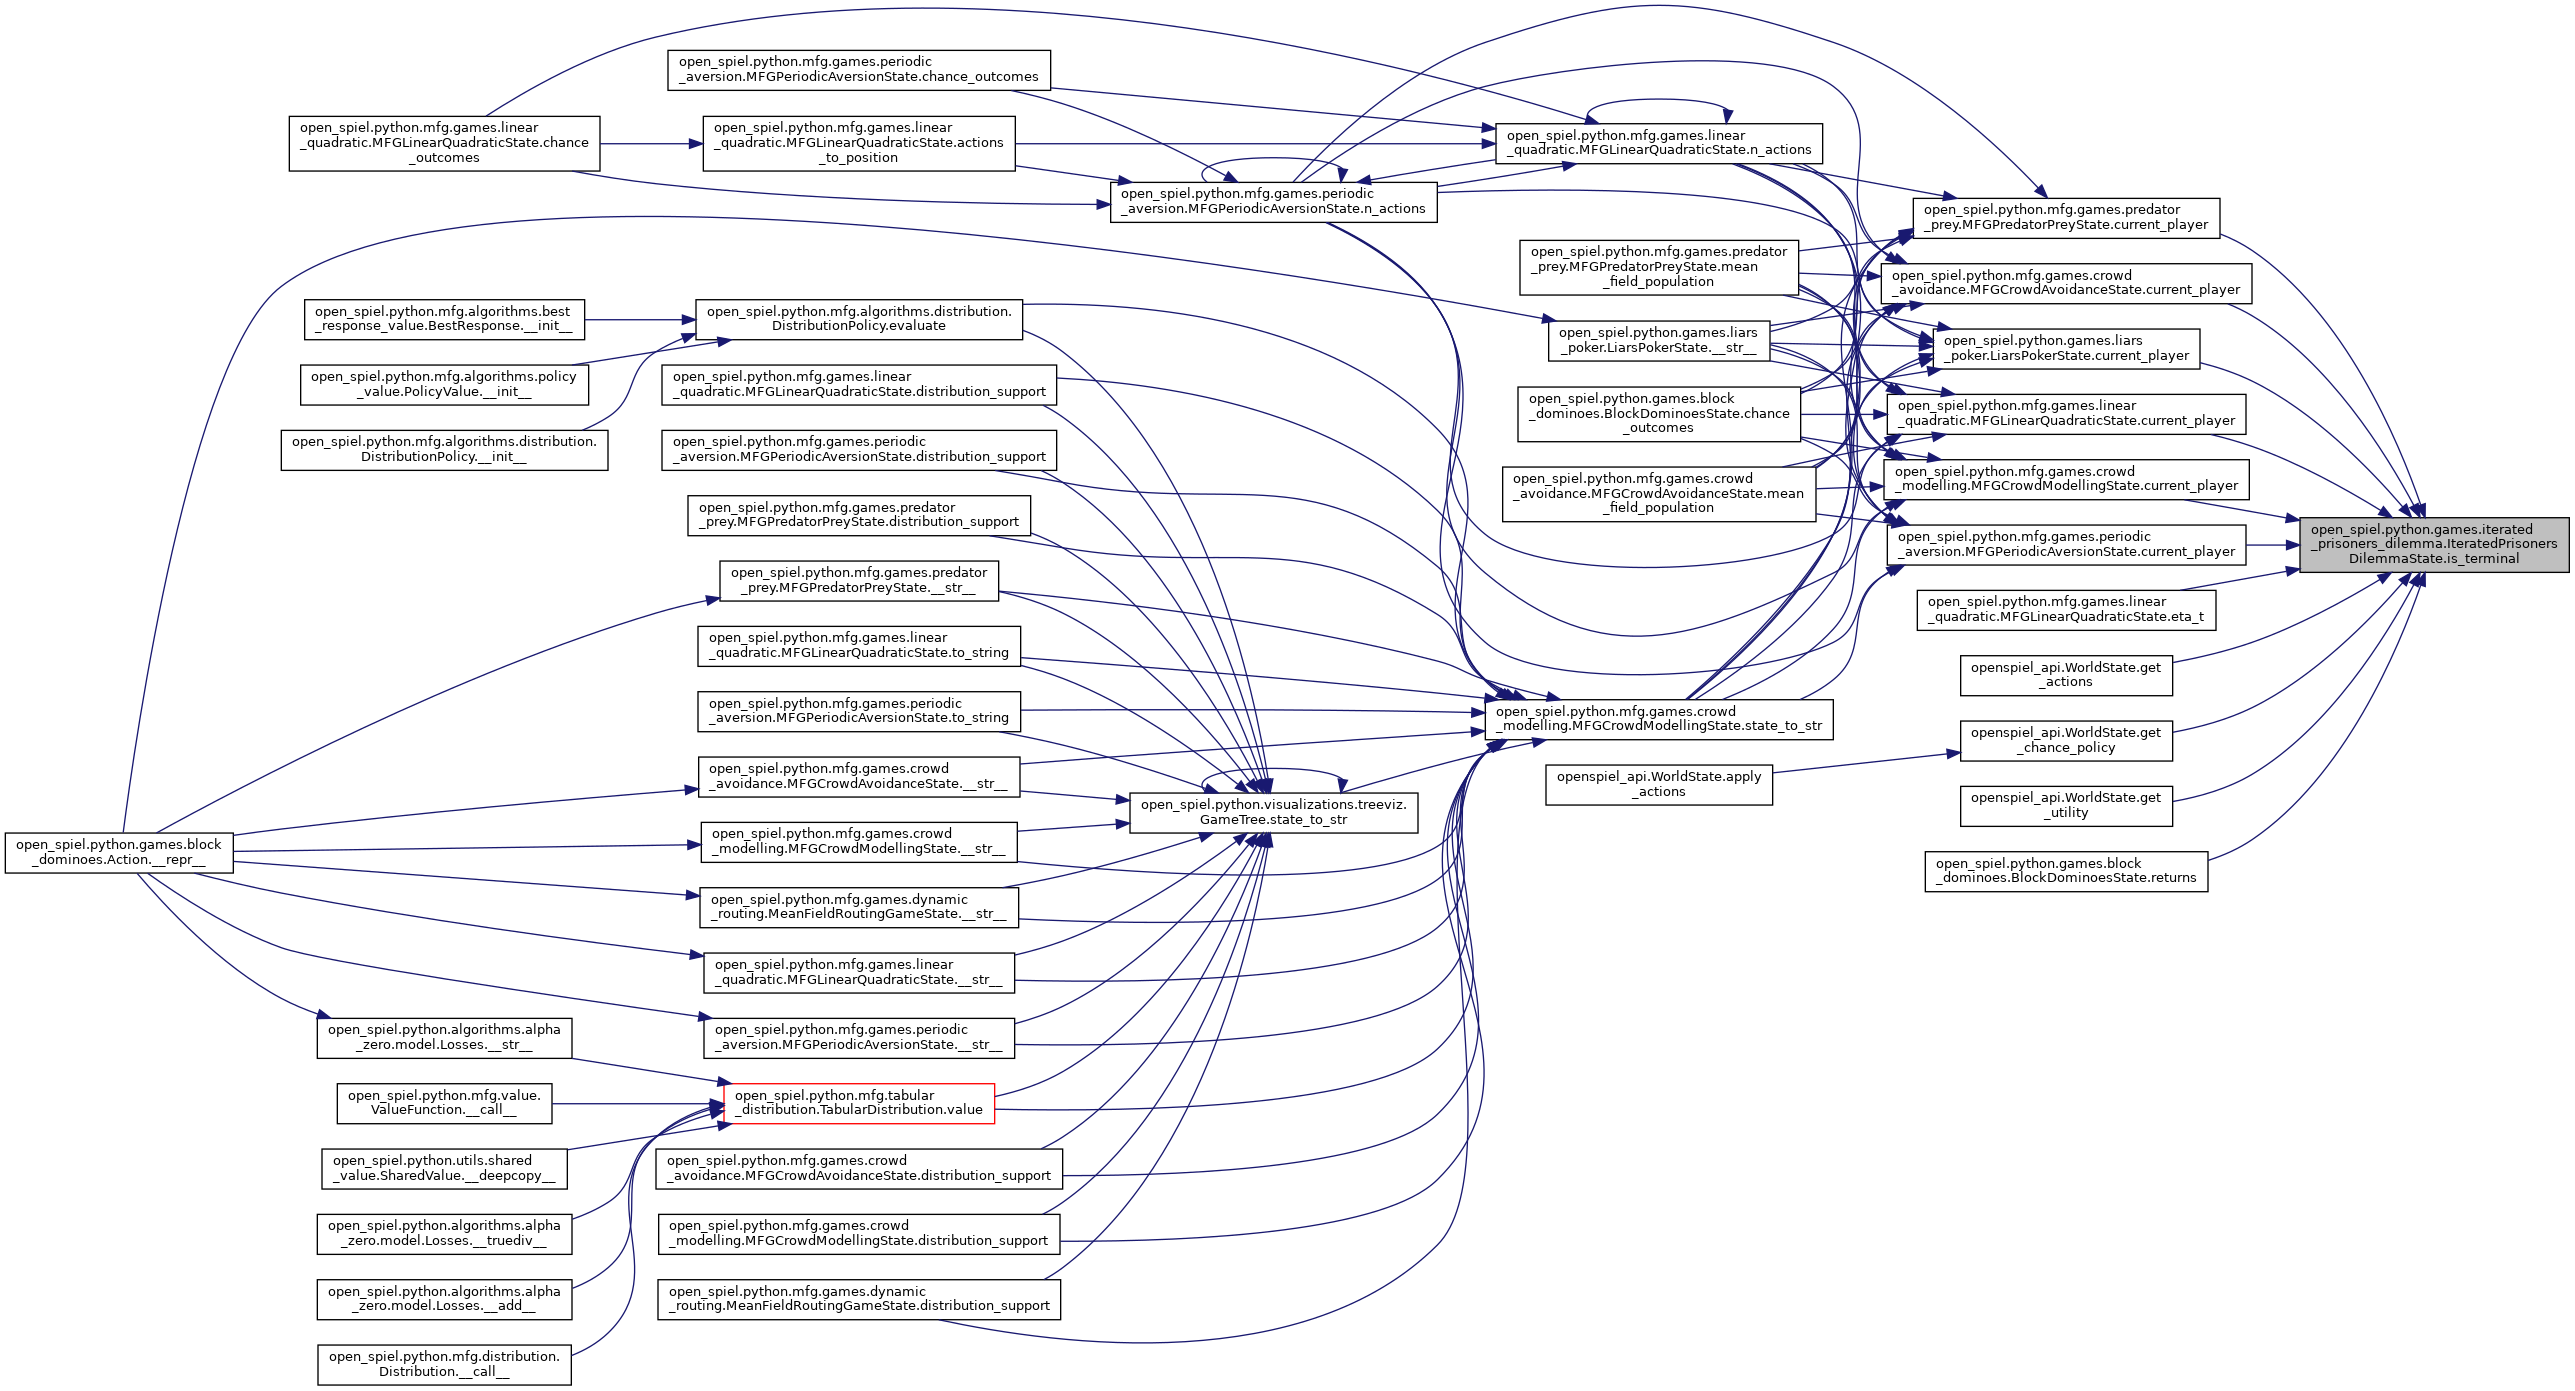 open_spiel.python.mfg.games.periodic
_aversion.MFGPeriodicAversionState.chance_outcomes
open_spiel.python.mfg.games.linear
_quadratic.MFGLinearQuadraticState.chance
_outcomes
open_spiel.python.mfg.games.linear
_quadratic.MFGLinearQuadraticState.actions
_to_position
open_spiel.python.mfg.games.linear
_quadratic.MFGLinearQuadraticState.n_actions
open_spiel.python.mfg.games.periodic
_aversion.MFGPeriodicAversionState.n_actions
open_spiel.python.mfg.games.predator
_prey.MFGPredatorPreyState.current_player
open_spiel.python.mfg.games.predator
_prey.MFGPredatorPreyState.mean
_field_population
open_spiel.python.mfg.games.crowd
_avoidance.MFGCrowdAvoidanceState.current_player
open_spiel.python.mfg.algorithms.best
_response_value.BestResponse.__init__
open_spiel.python.mfg.algorithms.distribution.
DistributionPolicy.evaluate
open_spiel.python.games.liars
_poker.LiarsPokerState.__str__
open_spiel.python.games.liars
_poker.LiarsPokerState.current_player
open_spiel.python.mfg.algorithms.policy
_value.PolicyValue.__init__
open_spiel.python.mfg.games.linear
_quadratic.MFGLinearQuadraticState.distribution_support
open_spiel.python.games.block
_dominoes.BlockDominoesState.chance
_outcomes
open_spiel.python.mfg.games.linear
_quadratic.MFGLinearQuadraticState.current_player
open_spiel.python.mfg.algorithms.distribution.
DistributionPolicy.__init__
open_spiel.python.mfg.games.periodic
_aversion.MFGPeriodicAversionState.distribution_support
open_spiel.python.mfg.games.crowd
_avoidance.MFGCrowdAvoidanceState.mean
_field_population
open_spiel.python.mfg.games.crowd
_modelling.MFGCrowdModellingState.current_player
open_spiel.python.mfg.games.predator
_prey.MFGPredatorPreyState.distribution_support
open_spiel.python.mfg.games.periodic
_aversion.MFGPeriodicAversionState.current_player
open_spiel.python.games.iterated
_prisoners_dilemma.IteratedPrisoners
DilemmaState.is_terminal
open_spiel.python.mfg.games.predator
_prey.MFGPredatorPreyState.__str__
open_spiel.python.mfg.games.linear
_quadratic.MFGLinearQuadraticState.eta_t
open_spiel.python.mfg.games.linear
_quadratic.MFGLinearQuadraticState.to_string
openspiel_api.WorldState.get
_actions
open_spiel.python.mfg.games.periodic
_aversion.MFGPeriodicAversionState.to_string
open_spiel.python.mfg.games.crowd
_modelling.MFGCrowdModellingState.state_to_str
openspiel_api.WorldState.get
_chance_policy
open_spiel.python.mfg.games.crowd
_avoidance.MFGCrowdAvoidanceState.__str__
openspiel_api.WorldState.apply
_actions
open_spiel.python.visualizations.treeviz.
GameTree.state_to_str
openspiel_api.WorldState.get
_utility
open_spiel.python.games.block
_dominoes.Action.__repr__
open_spiel.python.mfg.games.crowd
_modelling.MFGCrowdModellingState.__str__
open_spiel.python.games.block
_dominoes.BlockDominoesState.returns
open_spiel.python.mfg.games.dynamic
_routing.MeanFieldRoutingGameState.__str__
open_spiel.python.mfg.games.linear
_quadratic.MFGLinearQuadraticState.__str__
open_spiel.python.algorithms.alpha
_zero.model.Losses.__str__
open_spiel.python.mfg.games.periodic
_aversion.MFGPeriodicAversionState.__str__
open_spiel.python.mfg.value.
ValueFunction.__call__
open_spiel.python.mfg.tabular
_distribution.TabularDistribution.value
open_spiel.python.utils.shared
_value.SharedValue.__deepcopy__
open_spiel.python.mfg.games.crowd
_avoidance.MFGCrowdAvoidanceState.distribution_support
open_spiel.python.algorithms.alpha
_zero.model.Losses.__truediv__
open_spiel.python.mfg.games.crowd
_modelling.MFGCrowdModellingState.distribution_support
open_spiel.python.algorithms.alpha
_zero.model.Losses.__add__
open_spiel.python.mfg.games.dynamic
_routing.MeanFieldRoutingGameState.distribution_support
open_spiel.python.mfg.distribution.
Distribution.__call__